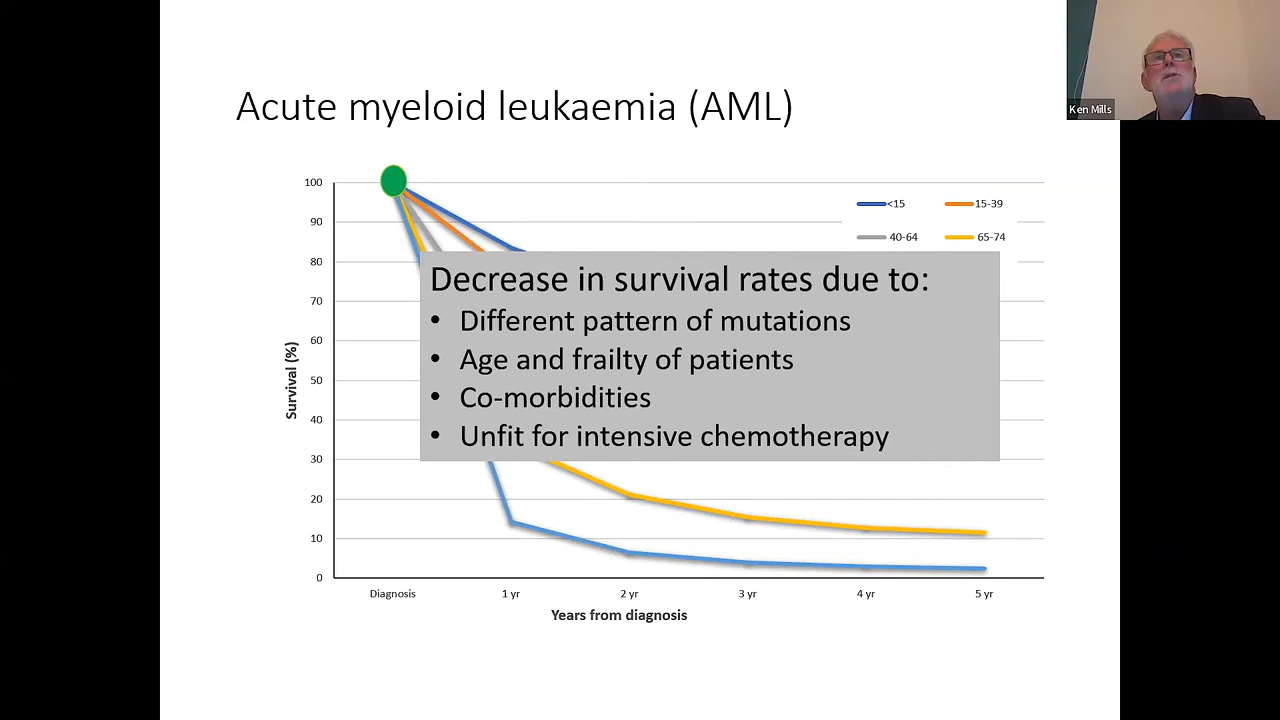 Ken Mills
Acute myeloid leukaemia (AML)
100
90
80
70
60
50
40
30
20
10
0
Survival (%)
<15
15-39
40-64
65-74
Decrease in survival rates due to:
• Different pattern of mutations
• Age and frailty of patients
• Co-morbidities
• Unfit for intensive chemotherapy
Diagnosis 1 yr 2 yr 3 yr 4 yr 5 yr
Years from diagnosis